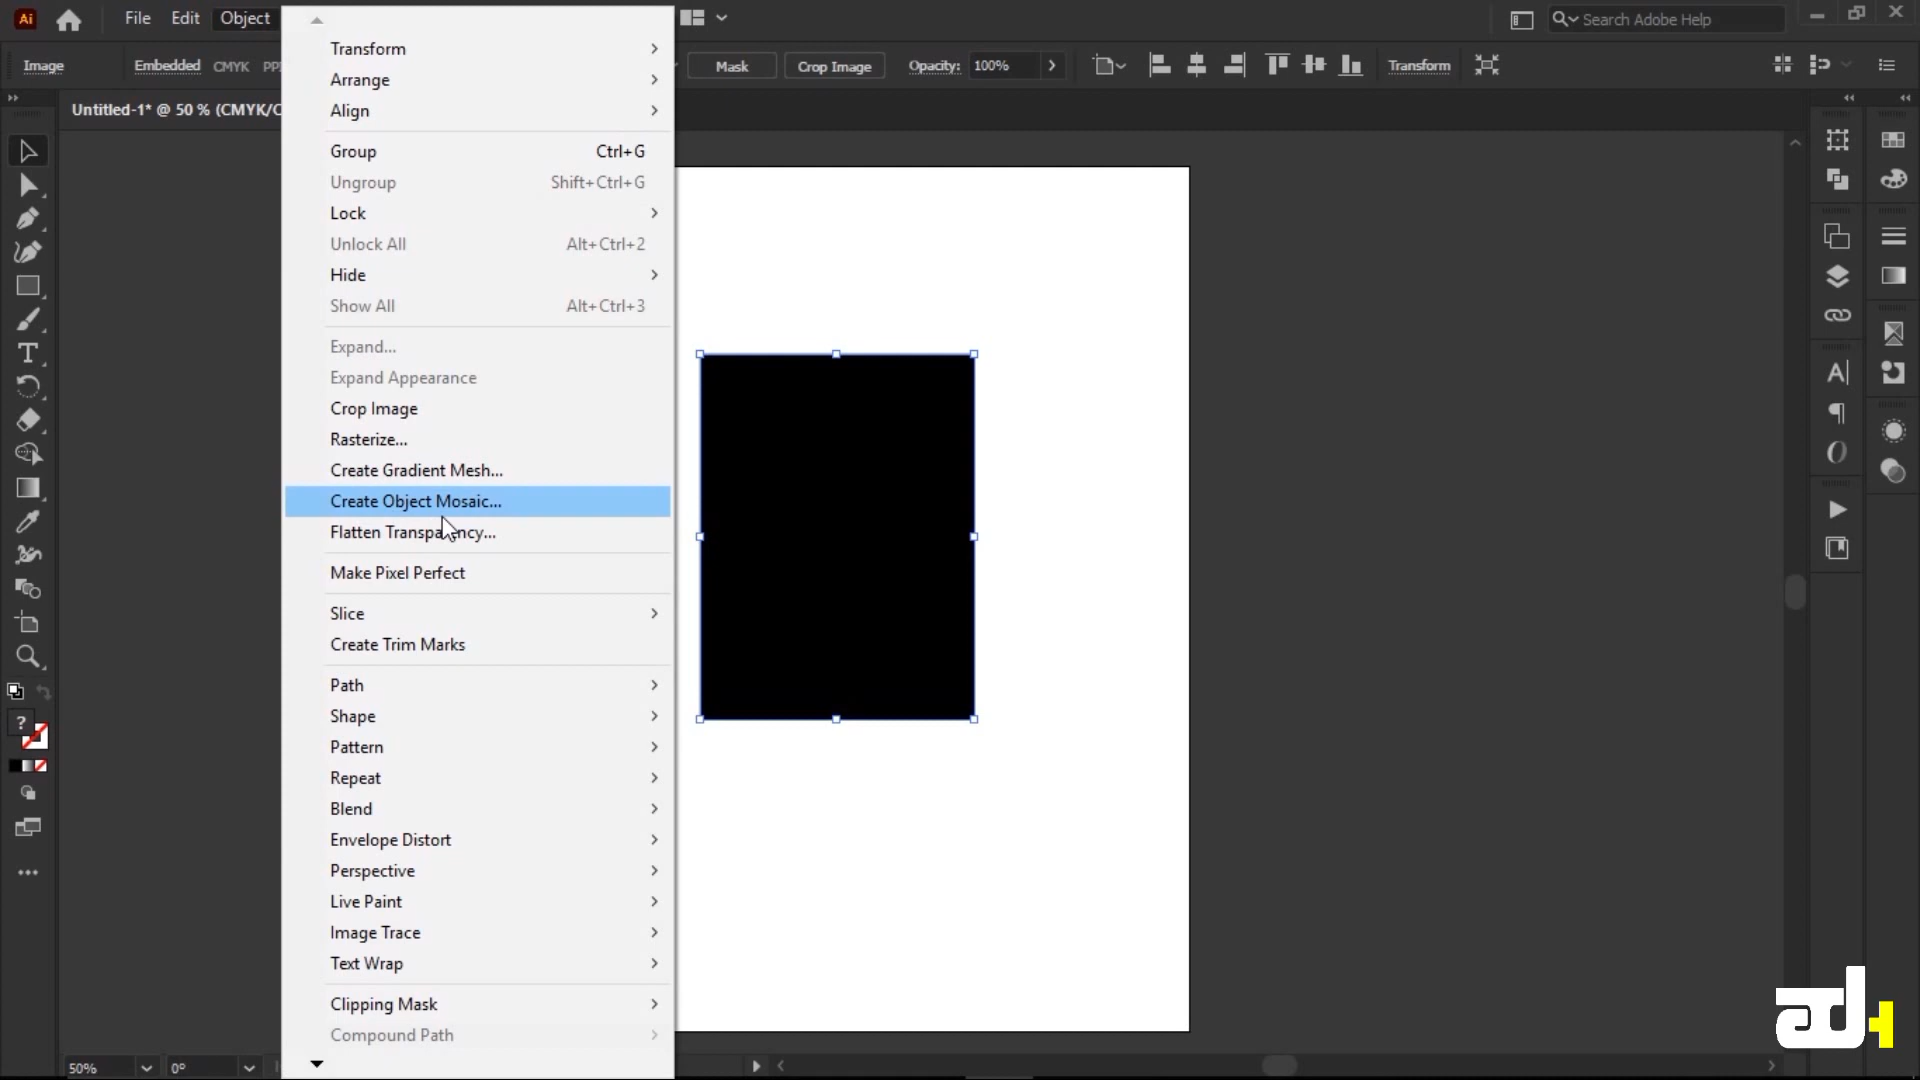 Ai File Edit Object Search Adobe Help
Image Embedded CMYK PPI Mask Crop Image Opacity: 100% Transform
Untitled-1* @ 50 % (CMYK/C
Transform
Arrange
Align
Group Ctrl+G
Ungroup Shift+Ctrl+G
Lock
Unlock All Alt+Ctrl+2
Hide
Show All Alt+Ctrl+3
Expand...
Expand Appearance
Crop Image
Rasterize...
Create Gradient Mesh...
Create Object Mosaic...
Flatten Transparency...
Make Pixel Perfect
Slice
Create Trim Marks
Path
Shape
Pattern
Repeat
Blend
Envelope Distort
Perspective
Live Paint
Image Trace
Text Wrap
Clipping Mask
Compound Path
50% 0°